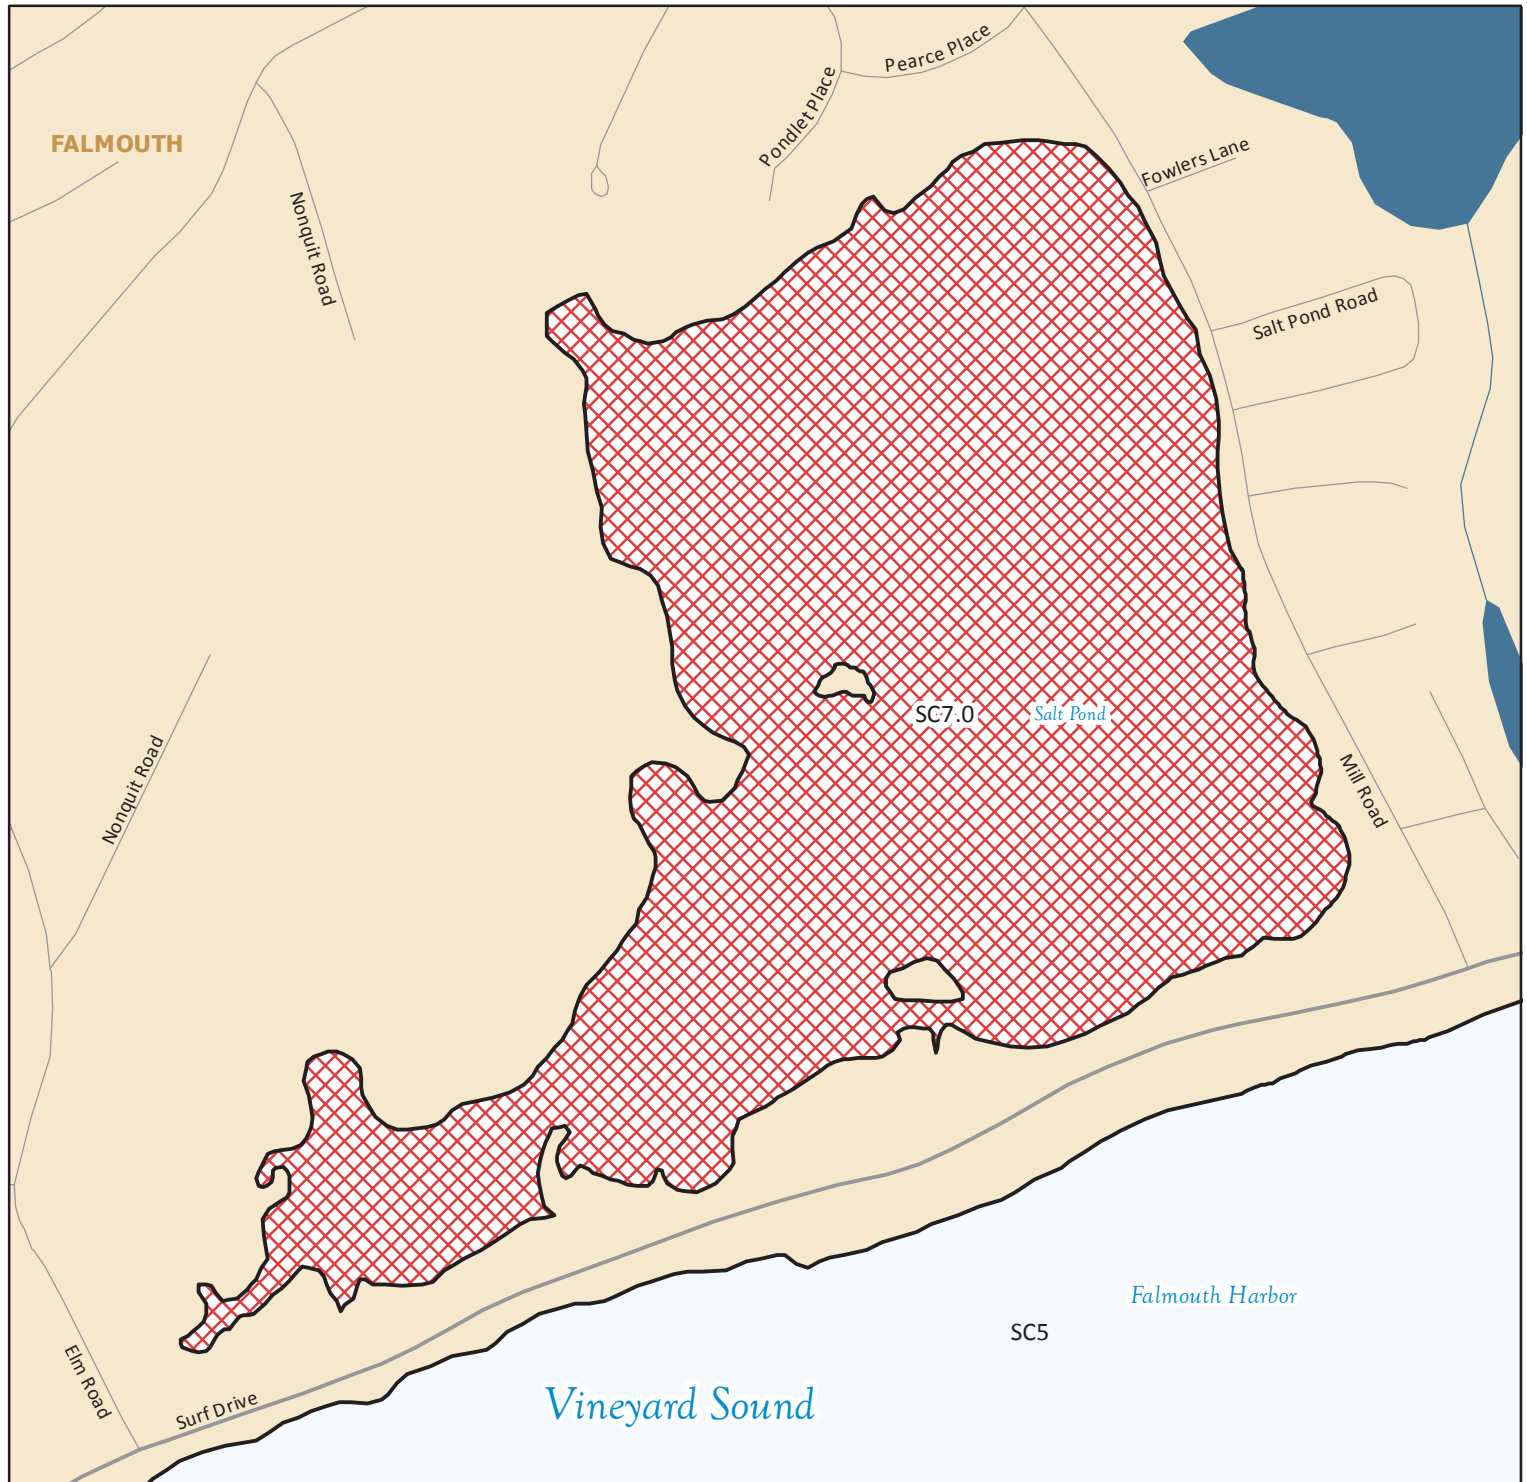 Pearce Place
Pondlet Place
FALMOUTH
Fowlers Lane
Nonquit Road
Salt Pond Road
SC7.0
Salt Pond
Mill Road
Nonquit Road
Falmouth Harbor
SC5
Elm Road
Surf Drive
Vineyard Sound